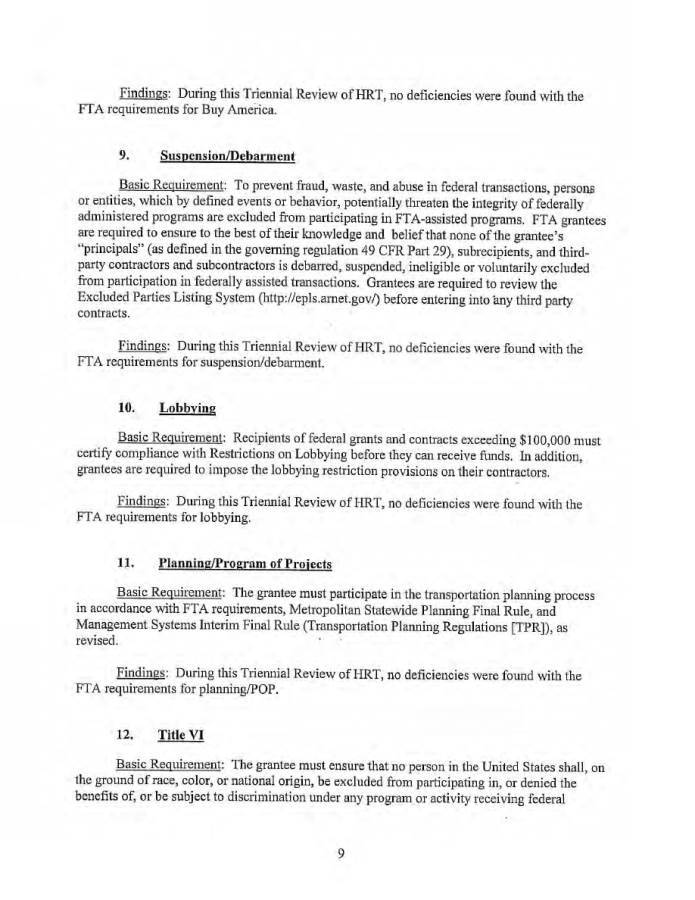 Findings: During this Triennial Review of HRT, no deficiencies were found with the
FTA requirements for Buy America.
9. Suspension/Debarment
Basic Requirement: To prevent fraud, waste, and abuse in federal transactions, persons
or entities, which by defined events or behavior, potentially threaten the integrity of federally
administered programs are excluded from participating in FTA-assisted programs. FTA grantees
are required to ensure to the best of their knowledge and belief that none of the grantee's
"principals" (as defined in the governing regulation 49 CFR Part 29), subrecipients, and third-
party contractors and subcontractors is debarred, suspended, ineligible or voluntarily excluded
from participation in federally assisted transactions. Grantees are required to review the
Excluded Parties Listing System (http://epls.arnet.gov/) before entering into any third party
contracts.
Findings: During this Triennial Review of HRT, no deficiencies were found with the
FTA requirements for suspension/debarment.
10. Lobbying
Basic Requirement: Recipients of federal grants and contracts exceeding $100,000 must
certify compliance with Restrictions on Lobbying before they can receive funds. In addition,
grantees are required to impose the lobbying restriction provisions on their contractors.
Findings: During this Triennial Review of HRT, no deficiencies were found with the
FTA requirements for lobbying.
11. Planning/Program of Projects
Basic Requirement: The grantee must participate in the transportation planning process
in accordance with FTA requirements, Metropolitan Statewide Planning Final Rule, and
Management Systems Interim Final Rule (Transportation Planning Regulations [TPR]), as
revised.
Findings: During this Triennial Review of HRT, no deficiencies were found with the
FTA requirements for planning/POP.
12. Title VI
Basic Requirement: The grantee must ensure that no person in the United States shall, on
the ground of race, color, or national origin, be excluded from participating in, or denied the
benefits of, or be subject to discrimination under any program or activity receiving federal
9